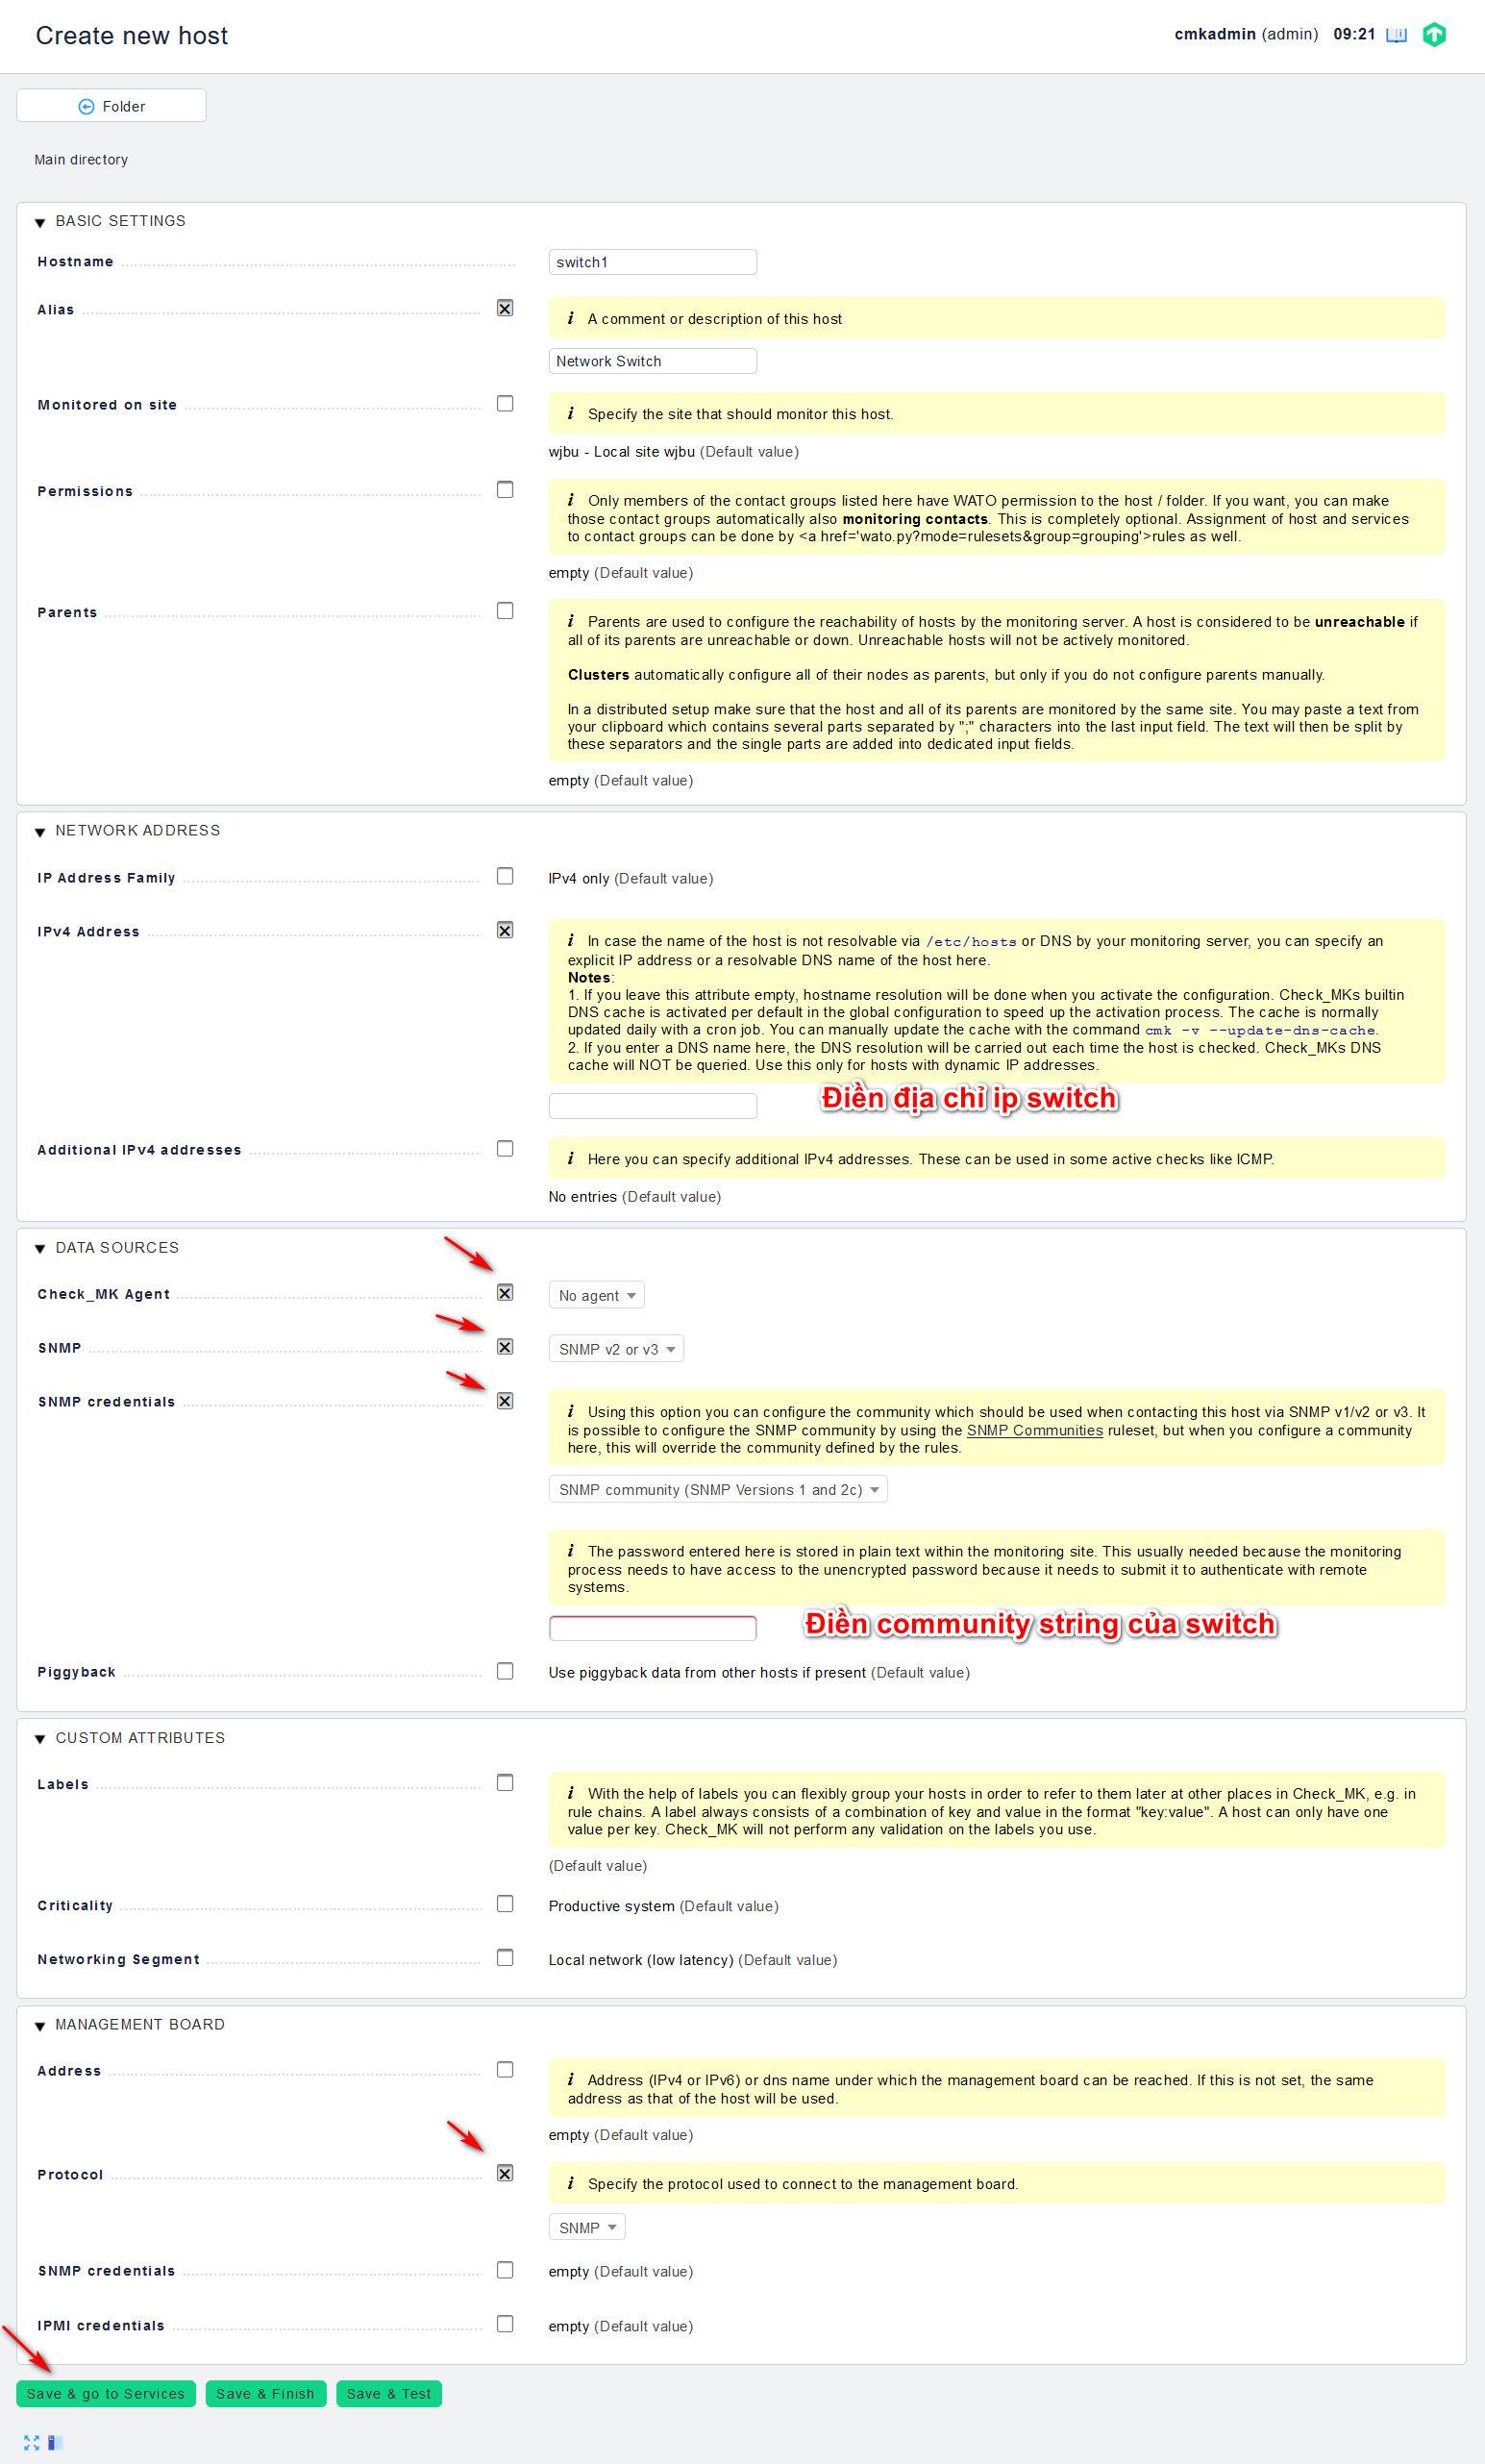 Create new host
cmkadmin (admin) 09:21
Folder
Main directory
BASIC SETTINGS
Hostname
switch1
Alias
i A comment or description of this host
Network Switch
Monitored on site
i Specify the site that should monitor this host.
wjbu - Local site wjbu (Default value)
Permissions
i Only members of the contact groups listed here have WATO permission to the host / folder. If you want, you can make
those contact groups automatically also monitoring contacts. This is completely optional. Assignment of host and services
to contact groups can be done by <a href='wato.py?mode=rulesets&group=grouping'>rules as well.
empty (Default value)
Parents
i Parents are used to configure the reachability of hosts by the monitoring server. A host is considered to be unreachable if
all of its parents are unreachable or down. Unreachable hosts will not be actively monitored.
Clusters automatically configure all of their nodes as parents, but only if you do not configure parents manually.
In a distributed setup make sure that the host and all of its parents are monitored by the same site. You may paste a text from
your clipboard which contains several parts separated by ";" characters into the last input field. The text will then be split by
these separators and the single parts are added into dedicated input fields.
empty (Default value)
NETWORK ADDRESS
IP Address Family
IPv4 only (Default value)
IPv4 Address
i In case the name of the host is not resolvable via /etc/hosts or DNS by your monitoring server, you can specify an
explicit IP address or a resolvable DNS name of the host here.
Notes:
1. If you leave this attribute empty, hostname resolution will be done when you activate the configuration. Check_MKs builtin
DNS cache is activated per default in the global configuration to speed up the activation process. The cache is normally
updated daily with a cron job. You can manually update the cache with the command cmk -v --update-dns-cache.
2. If you enter a DNS name here, the DNS resolution will be carried out each time the host is checked. Check_MKs DNS
cache will NOT be queried. Use this only for hosts with dynamic IP addresses.
Điền địa chỉ ip switch
Additional IPv4 addresses
i Here you can specify additional IPv4 addresses. These can be used in some active checks like ICMP.
No entries (Default value)
DATA SOURCES
Check_MK Agent
No agent
SNMP
SNMP v2 or v3
SNMP credentials
i Using this option you can configure the community which should be used when contacting this host via SNMP v1/v2 or v3. It
is possible to configure the SNMP community by using the SNMP Communities ruleset, but when you configure a community
here, this will override the community defined by the rules.
SNMP community (SNMP Versions 1 and 2c)
i The password entered here is stored in plain text within the monitoring site. This usually needed because the monitoring
process needs to have access to the unencrypted password because it needs to submit it to authenticate with remote
systems.
Điền community string của switch
Piggyback
Use piggyback data from other hosts if present (Default value)
CUSTOM ATTRIBUTES
Labels
i With the help of labels you can flexibly group your hosts in order to refer to them later at other places in Check_MK, e.g. in
rule chains. A label always consists of a combination of key and value in the format "key:value". A host can only have one
value per key. Check_MK will not perform any validation on the labels you use.
(Default value)
Criticality
Productive system (Default value)
Networking Segment
Local network (low latency) (Default value)
MANAGEMENT BOARD
Address
i Address (IPv4 or IPv6) or dns name under which the management board can be reached. If this is not set, the same
address as that of the host will be used.
empty (Default value)
Protocol
i Specify the protocol used to connect to the management board.
SNMP
SNMP credentials
empty (Default value)
IPMI credentials
empty (Default value)
Save & go to Services Save & Finish Save & Test